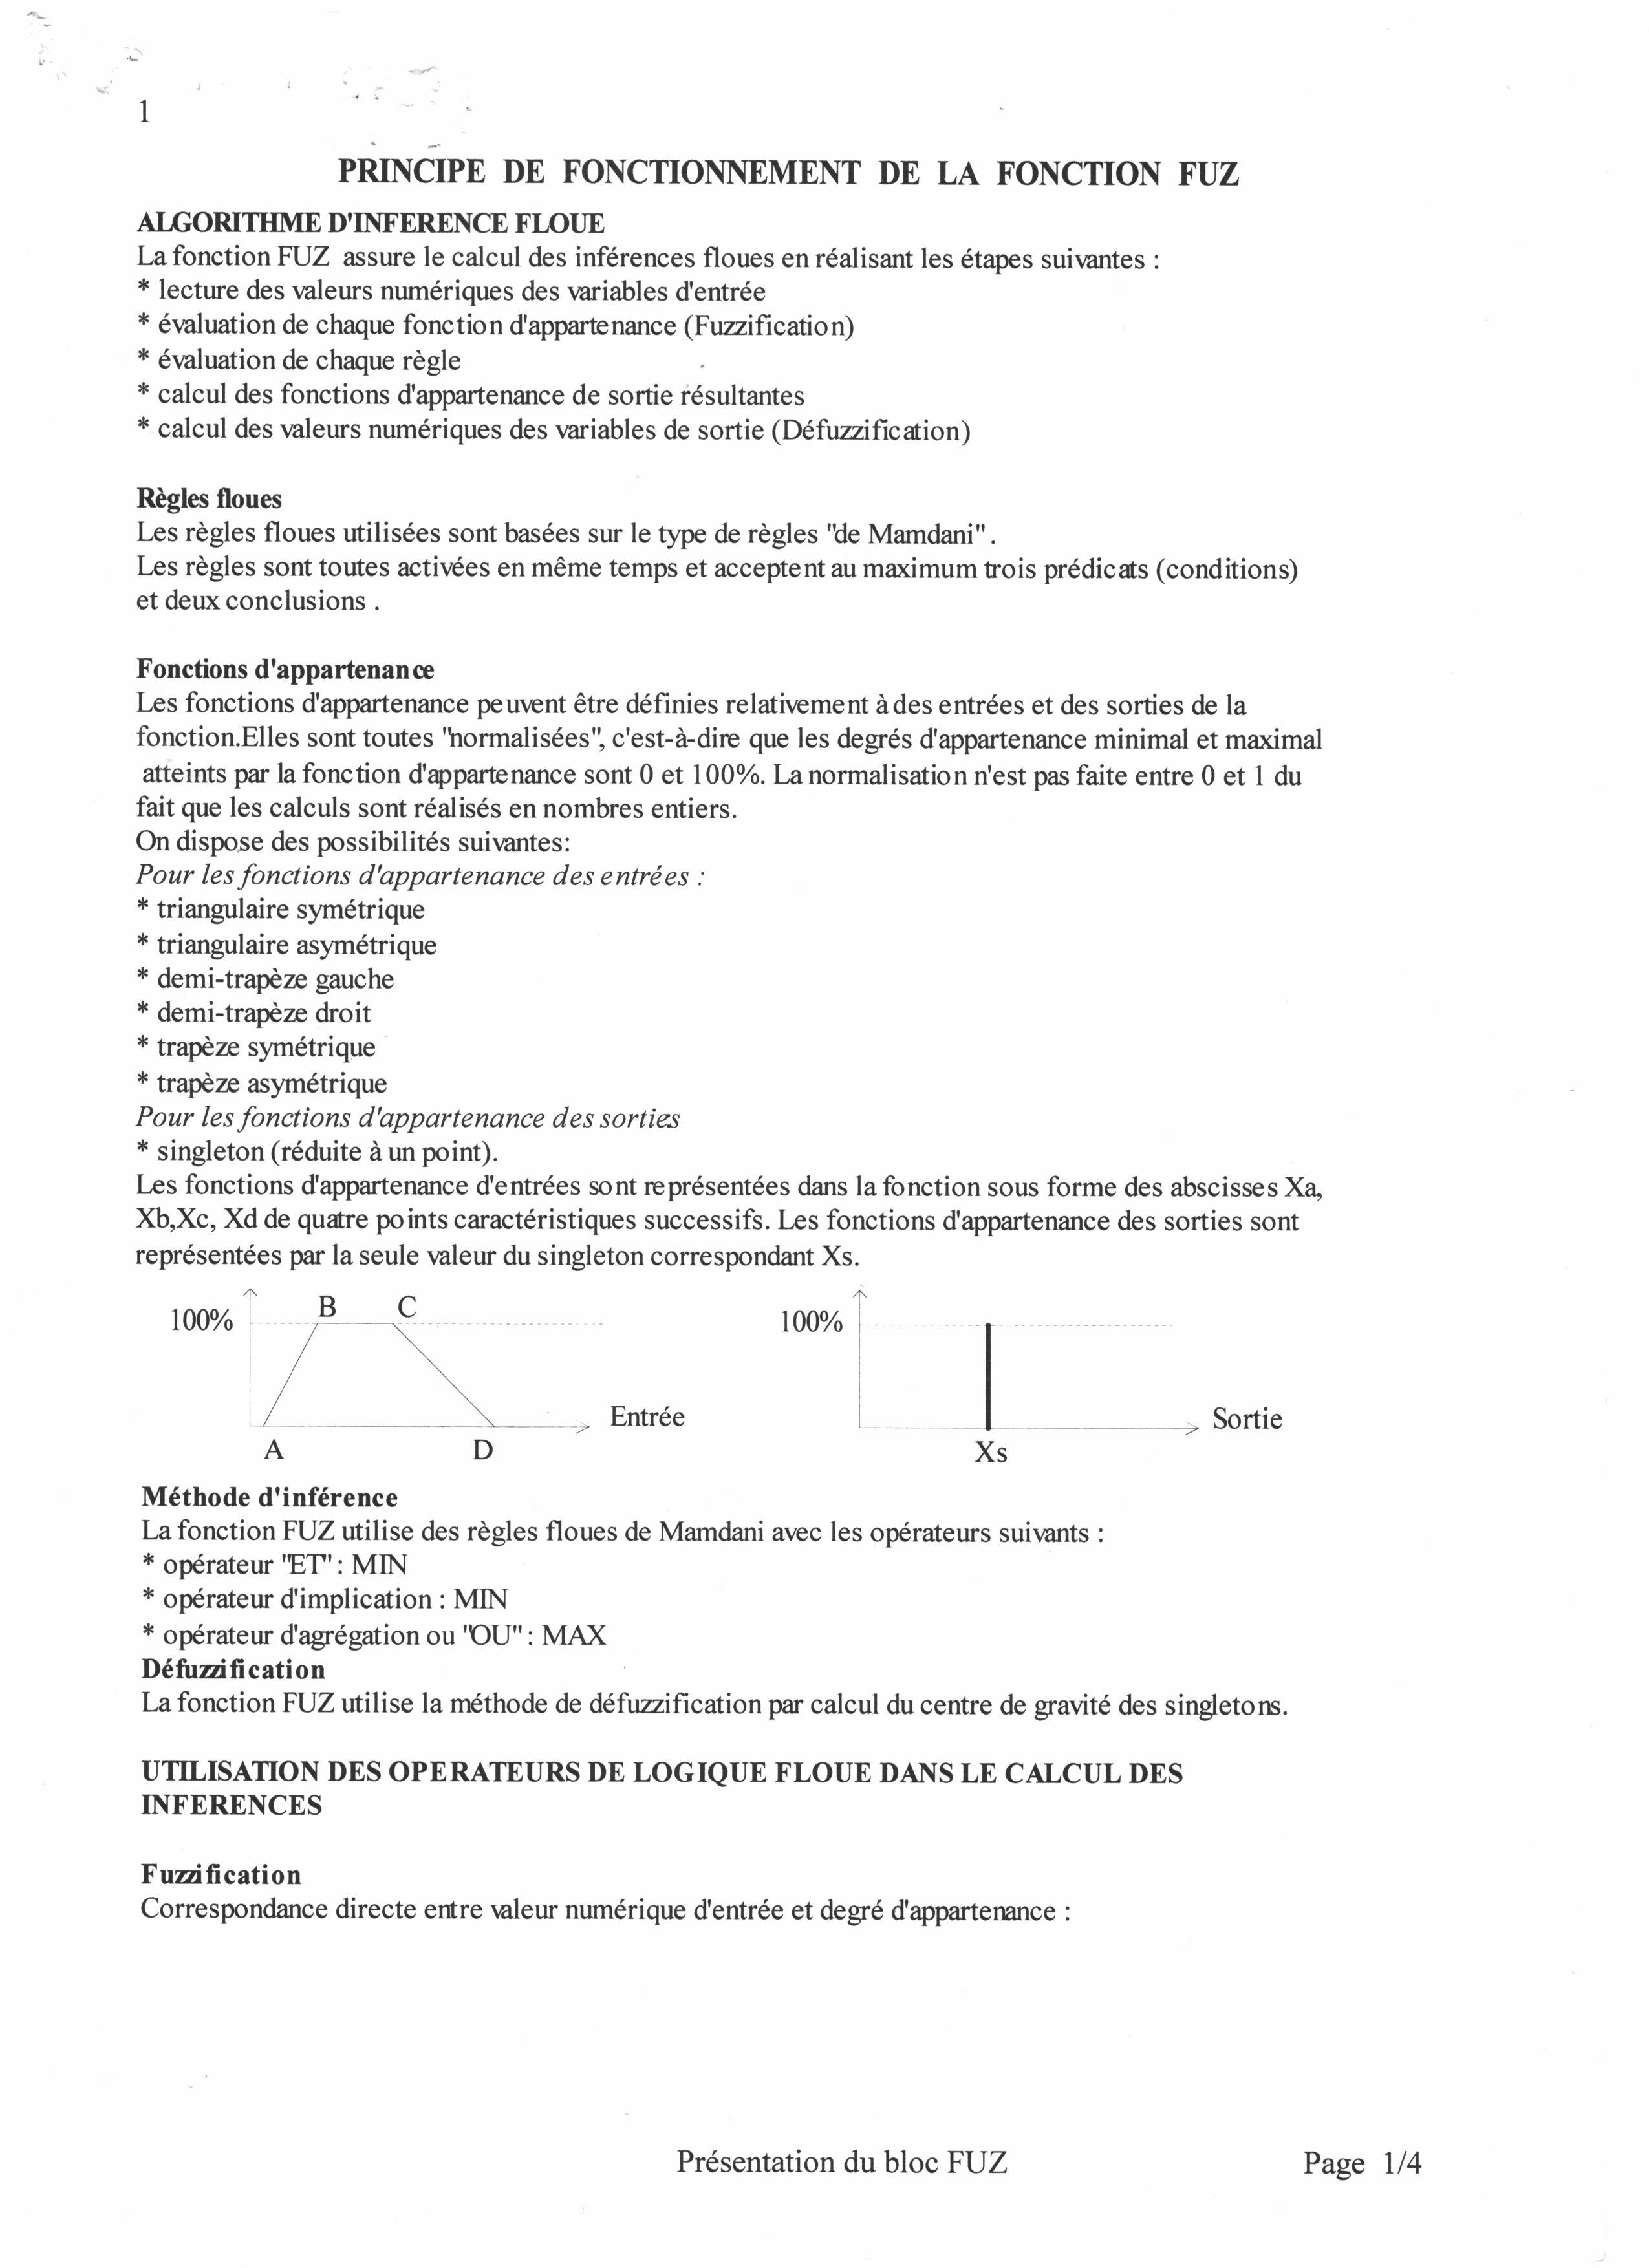 1
PRINCIPE DE FONCTIONNEMENT DE LA FONCTION FUZ
ALGORITHME D'INFERENCE FLOUE
La fonction FUZ assure le calcul des inférences floues en réalisant les étapes suivantes :
* lecture des valeurs numériques des variables d'entrée
* évaluation de chaque fonction d'appartenance (Fuzzification)
* évaluation de chaque règle
* calcul des fonctions d'appartenance de sortie résultantes
* calcul des valeurs numériques des variables de sortie (Défuzzification)
Règles floues
Les règles floues utilisées sont basées sur le type de règles "de Mamdani" .
Les règles sont toutes activées en même temps et acceptent au maximum trois prédicats (conditions)
et deux conclusions .
Fonctions d'appartenance
Les fonctions d'appartenance peuvent être définies relativement à des entrées et des sorties de la
fonction.Elles sont toutes "normalisées", c'est-à-dire que les degrés d'appartenance minimal et maximal
atteints par la fonction d'appartenance sont 0 et 100%. La normalisation n'est pas faite entre 0 et 1 du
fait que les calculs sont réalisés en nombres entiers.
On dispose des possibilités suivantes:
Pour les fonctions d'appartenance des entrées :
* triangulaire symétrique
* triangulaire asymétrique
* demi-trapèze gauche
* demi-trapèze droit
* trapèze symétrique
* trapèze asymétrique
Pour les fonctions d'appartenance des sorties
* singleton (réduite à un point).
Les fonctions d'appartenance d'entrées sont représentées dans la fonction sous forme des abscisses Xa,
Xb,Xc, Xd de quatre points caractéristiques successifs. Les fonctions d'appartenance des sorties sont
représentées par la seule valeur du singleton correspondant Xs.
100% B C 100%
Entrée Sortie
A D Xs
Méthode d'inférence
La fonction FUZ utilise des règles floues de Mamdani avec les opérateurs suivants :
* opérateur "ET" : MIN
* opérateur d'implication : MIN
* opérateur d'agrégation ou "OU" : MAX
Défuzzification
La fonction FUZ utilise la méthode de défuzzification par calcul du centre de gravité des singletons.
UTILISATION DES OPERATEURS DE LOGIQUE FLOUE DANS LE CALCUL DES
INFERENCES
Fuzzification
Correspondance directe entre valeur numérique d'entrée et degré d'appartenance :
Présentation du bloc FUZ Page 1/4